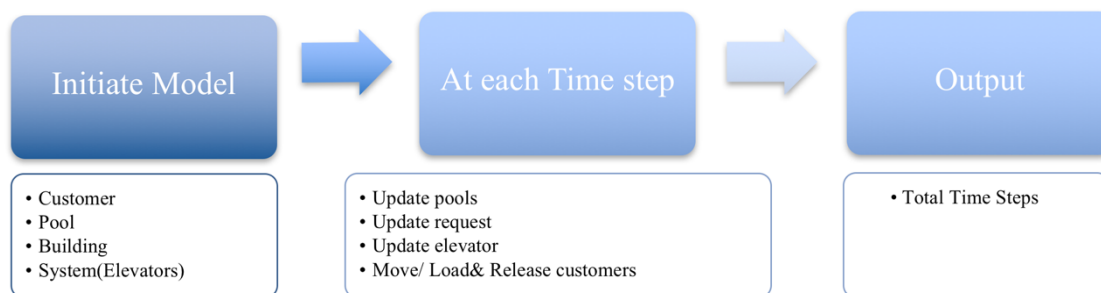 Initiate Model
At each Time step
Output
• Customer
• Pool
• Building
• System(Elevators)
• Update pools
• Update request
• Update elevator
• Move/ Load& Release customers
• Total Time Steps